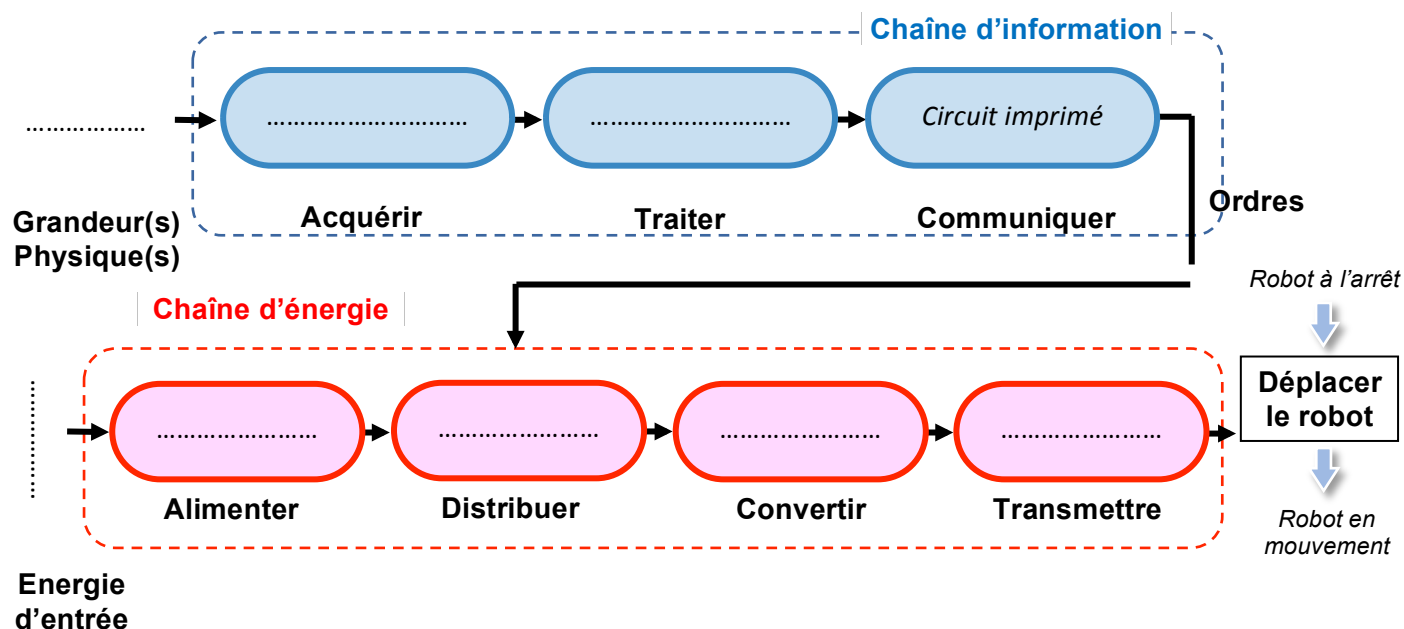 Chaîne d’information
………………
…………………………
…………………………
Circuit imprimé
Grandeur(s)
Physique(s)
Acquérir
Traiter
Communiquer
Ordres
Chaîne d’énergie
Robot à l’arrêt
………………
……………………
……………………
……………………
……………………
Déplacer
le robot
Alimenter
Distribuer
Convertir
Transmettre
Robot en
mouvement
Energie
d’entrée